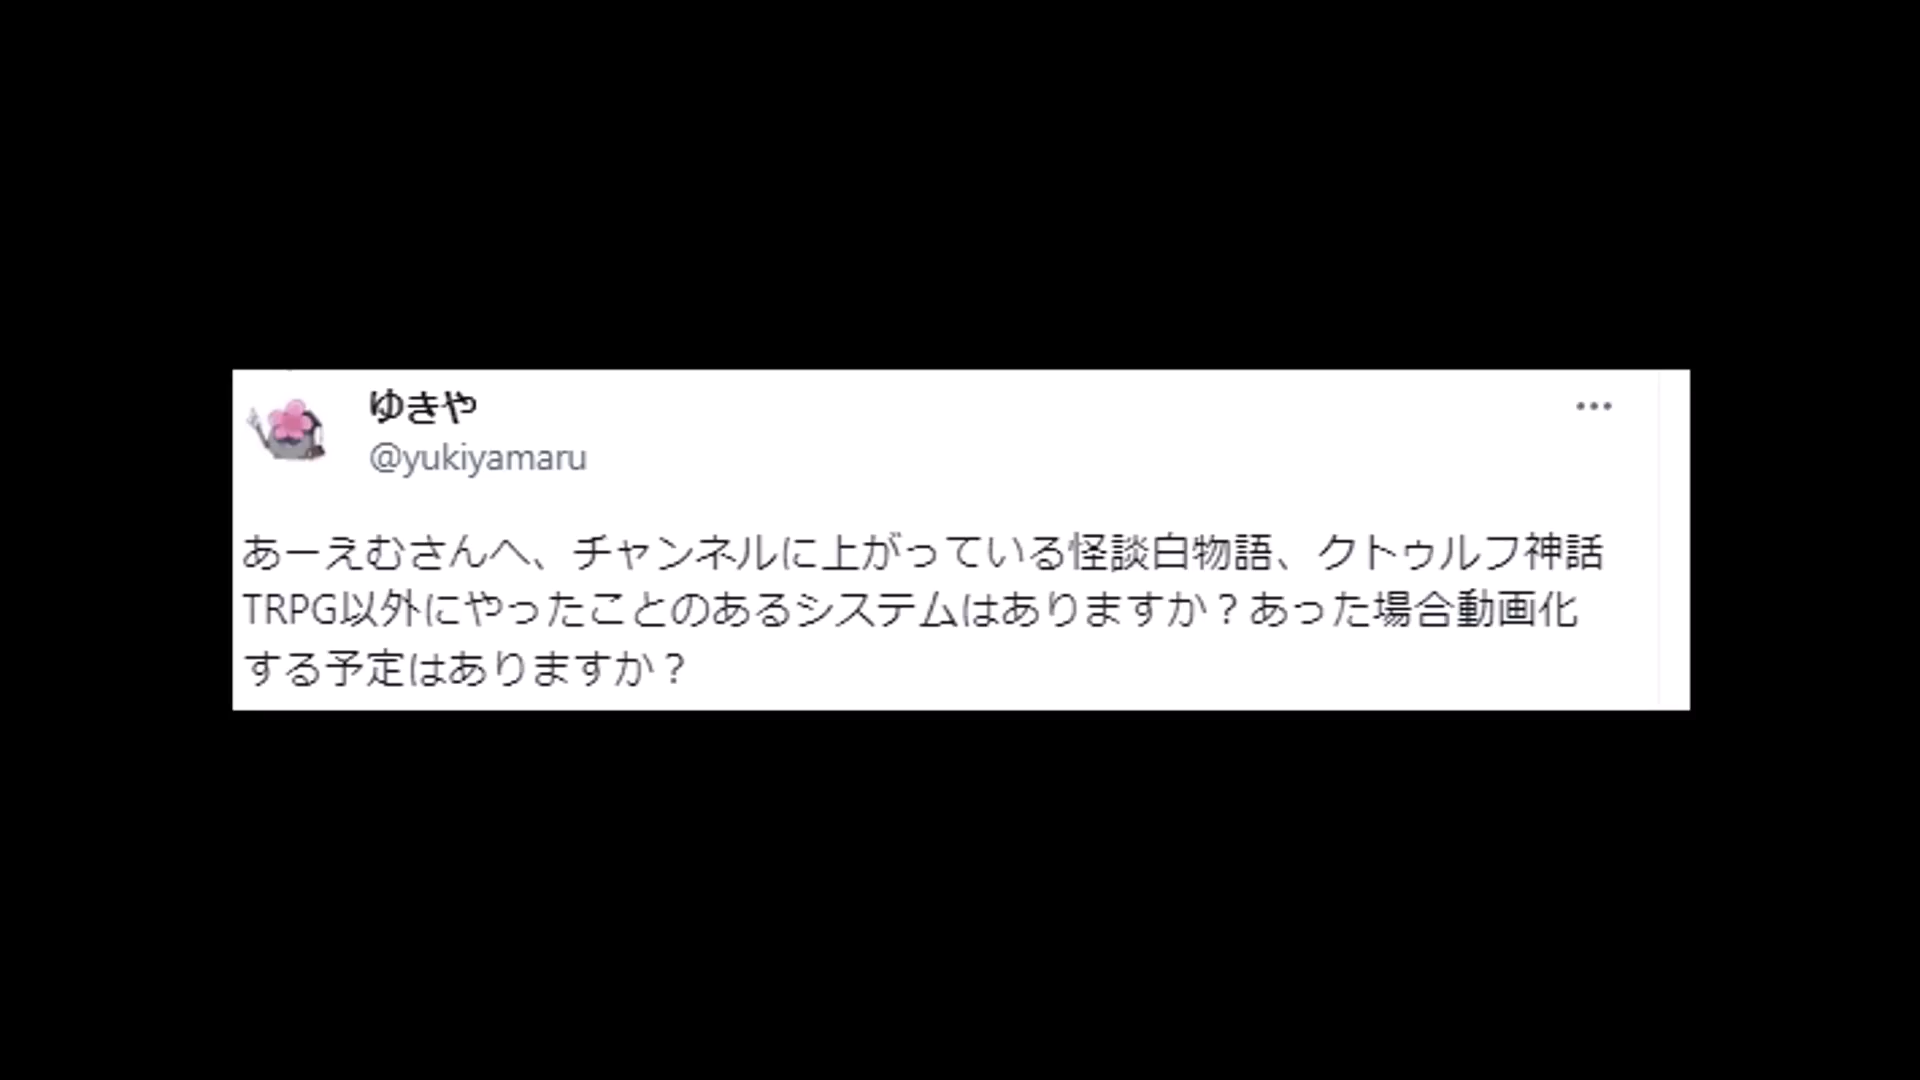 ゆきや
@yukiyamaru
あーえむさんへ、チャンネルに上がっている怪談白物語、クトゥルフ神話
TRPG以外にやったことのあるシステムはありますか？あった場合動画化
する予定はありますか？